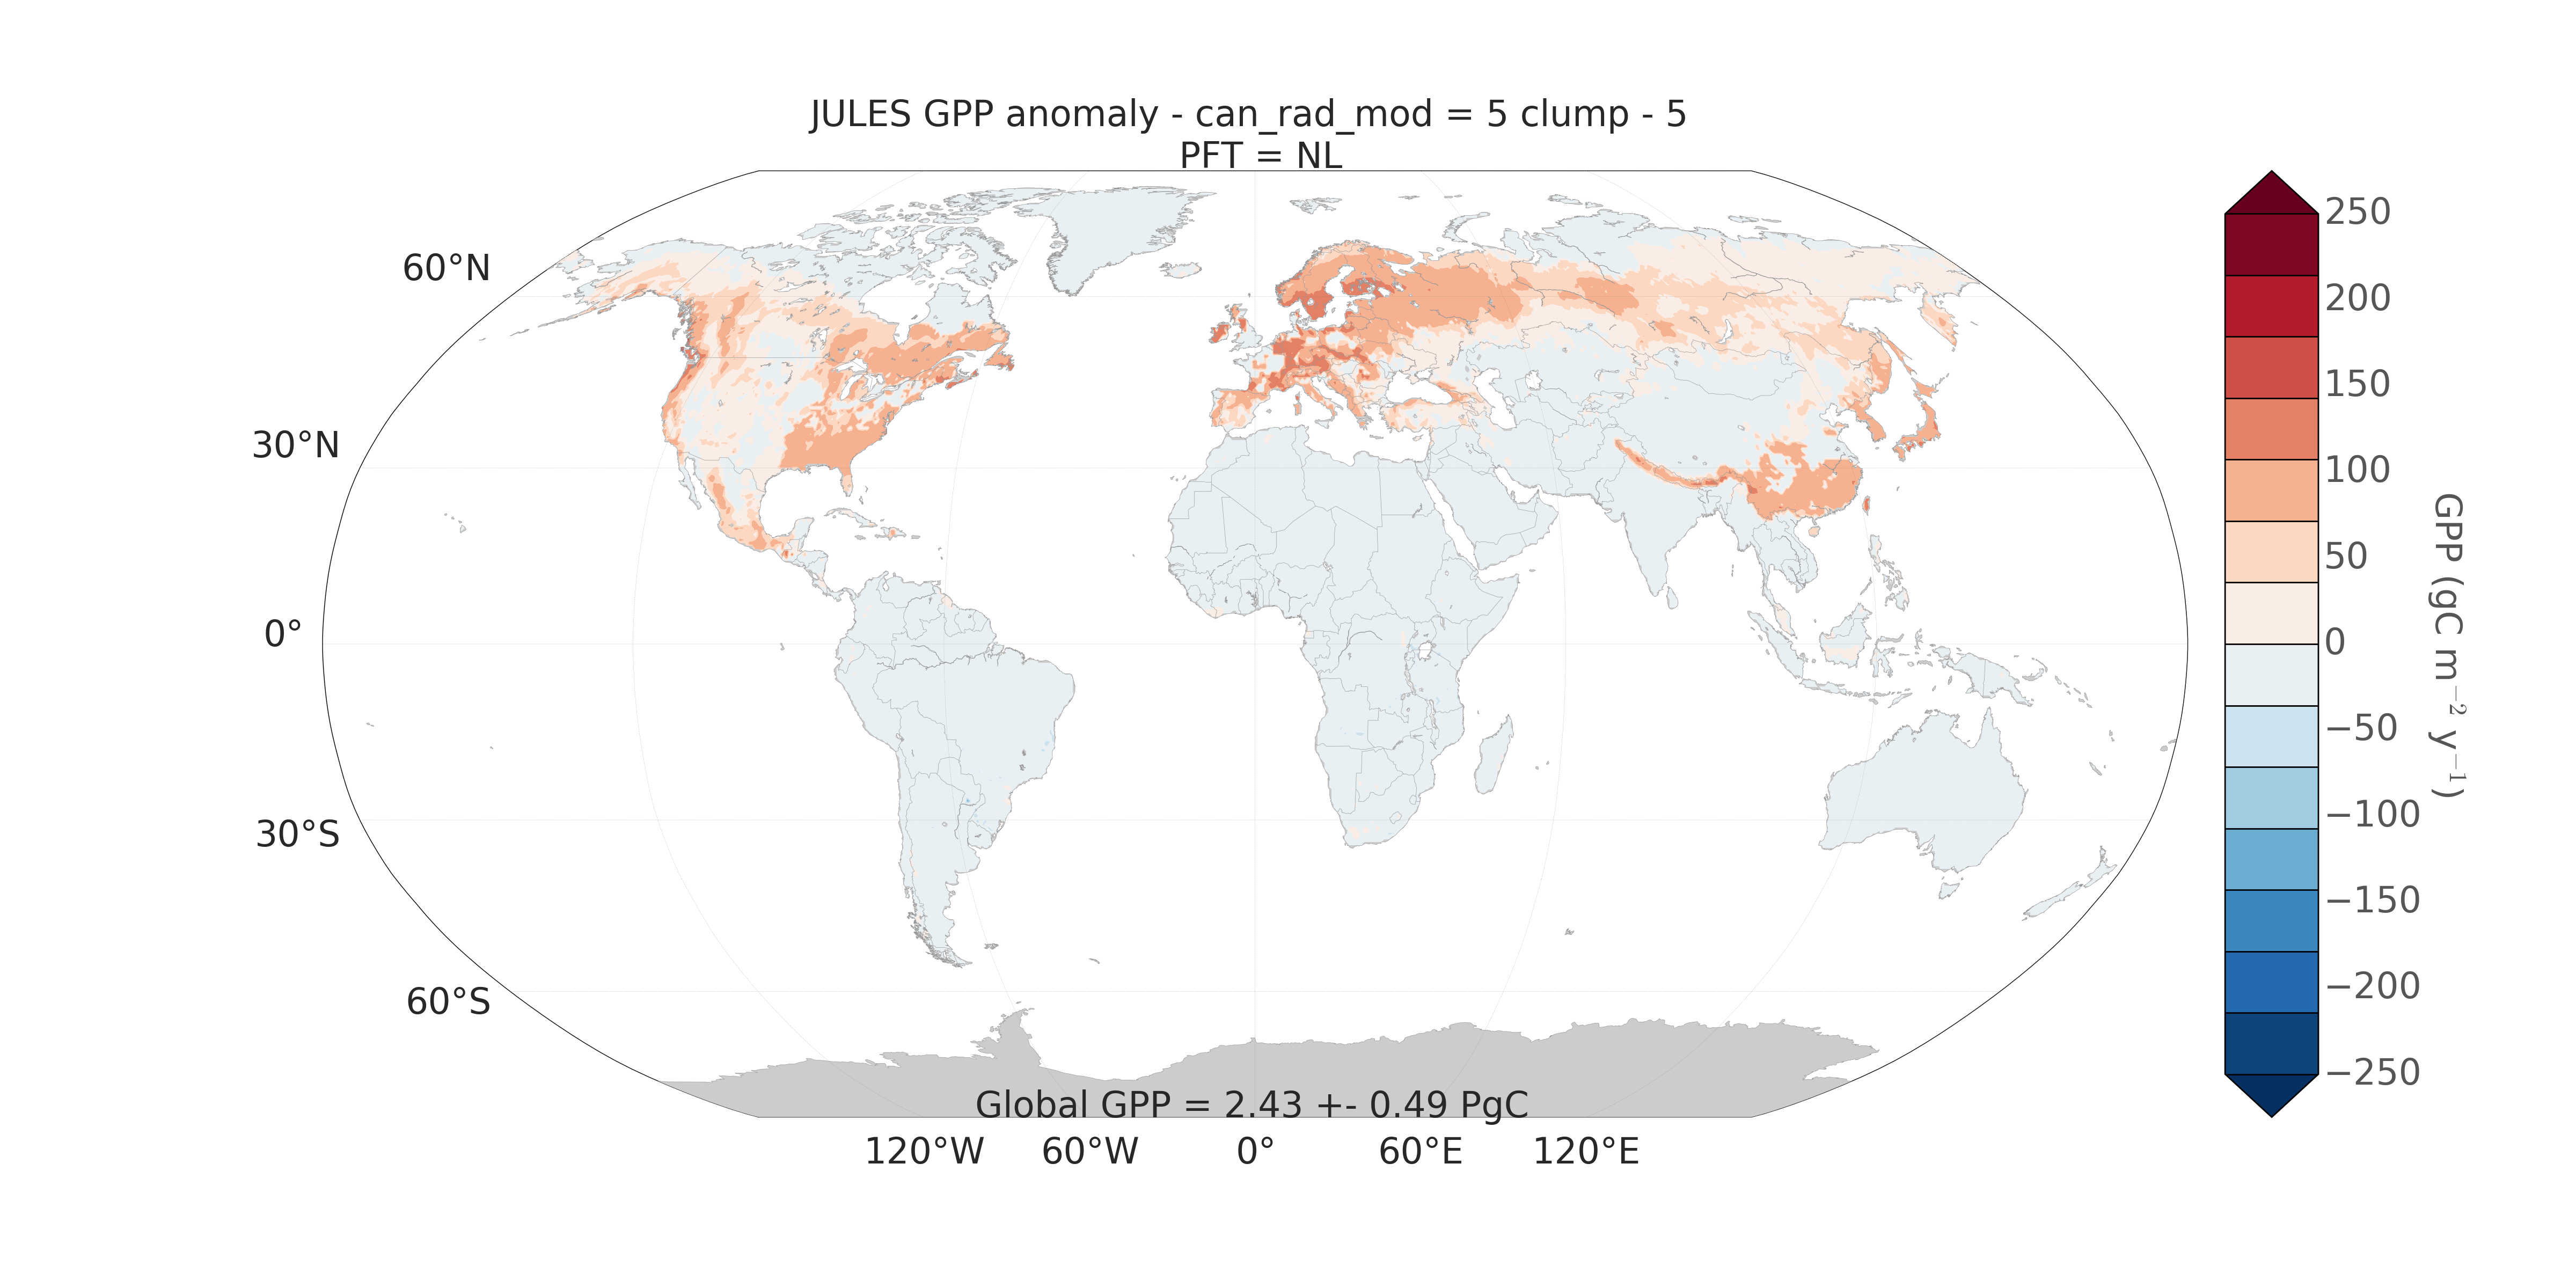 JULES GPP anomaly - can_rad_mod = 5 clump - 5
PFT = NL
60°N
30°N
0°
30°S
60°S
120°W
60°W
0°
60°E
120°E
Global GPP = 2.43 +- 0.49 PgC
250
200
150
100
50
0
−50
−100
−150
−200
−250
GPP (gC m⁻² y⁻¹)